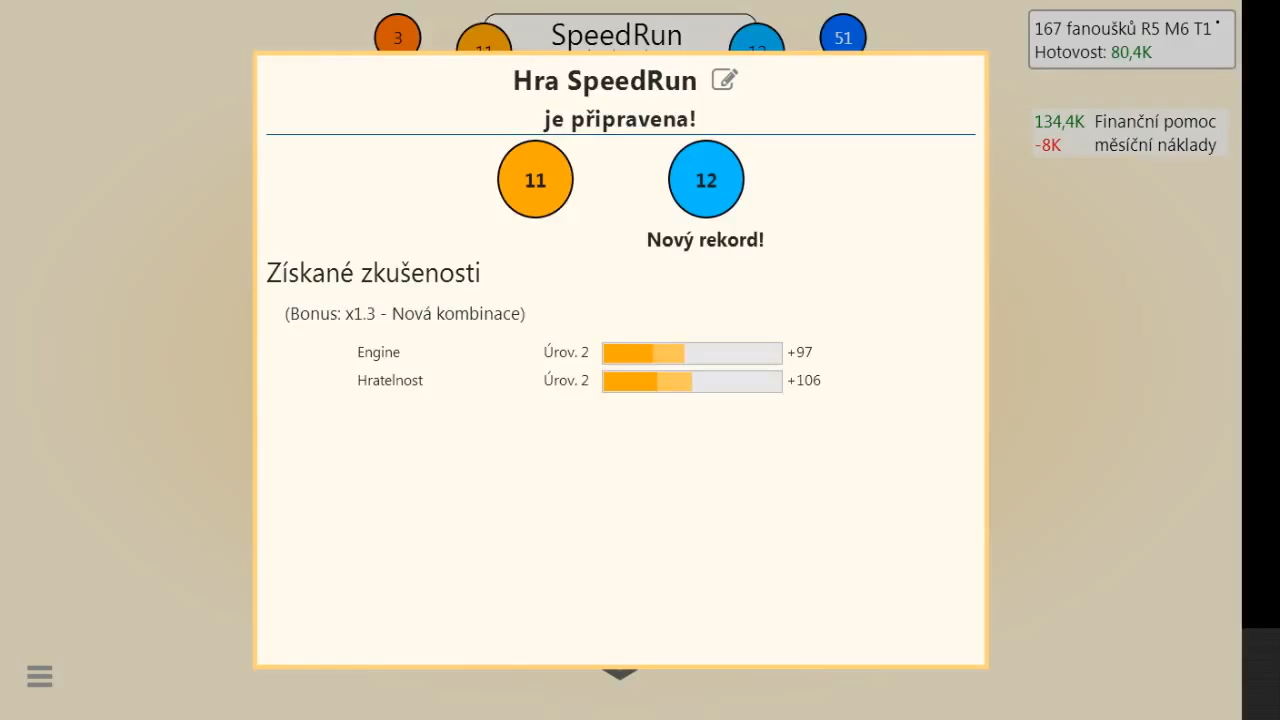 3
SpeedRun
51
167 fanoušků R5 M6 T1
Hotovost: 80,4K
134,4K Finanční pomoc
-8K měsíční náklady
Hra SpeedRun
je připravena!
11
12
Nový rekord!
Získané zkušenosti
(Bonus: x1.3 - Nová kombinace)
Engine Úrov. 2 +97
Hratelnost Úrov. 2 +106